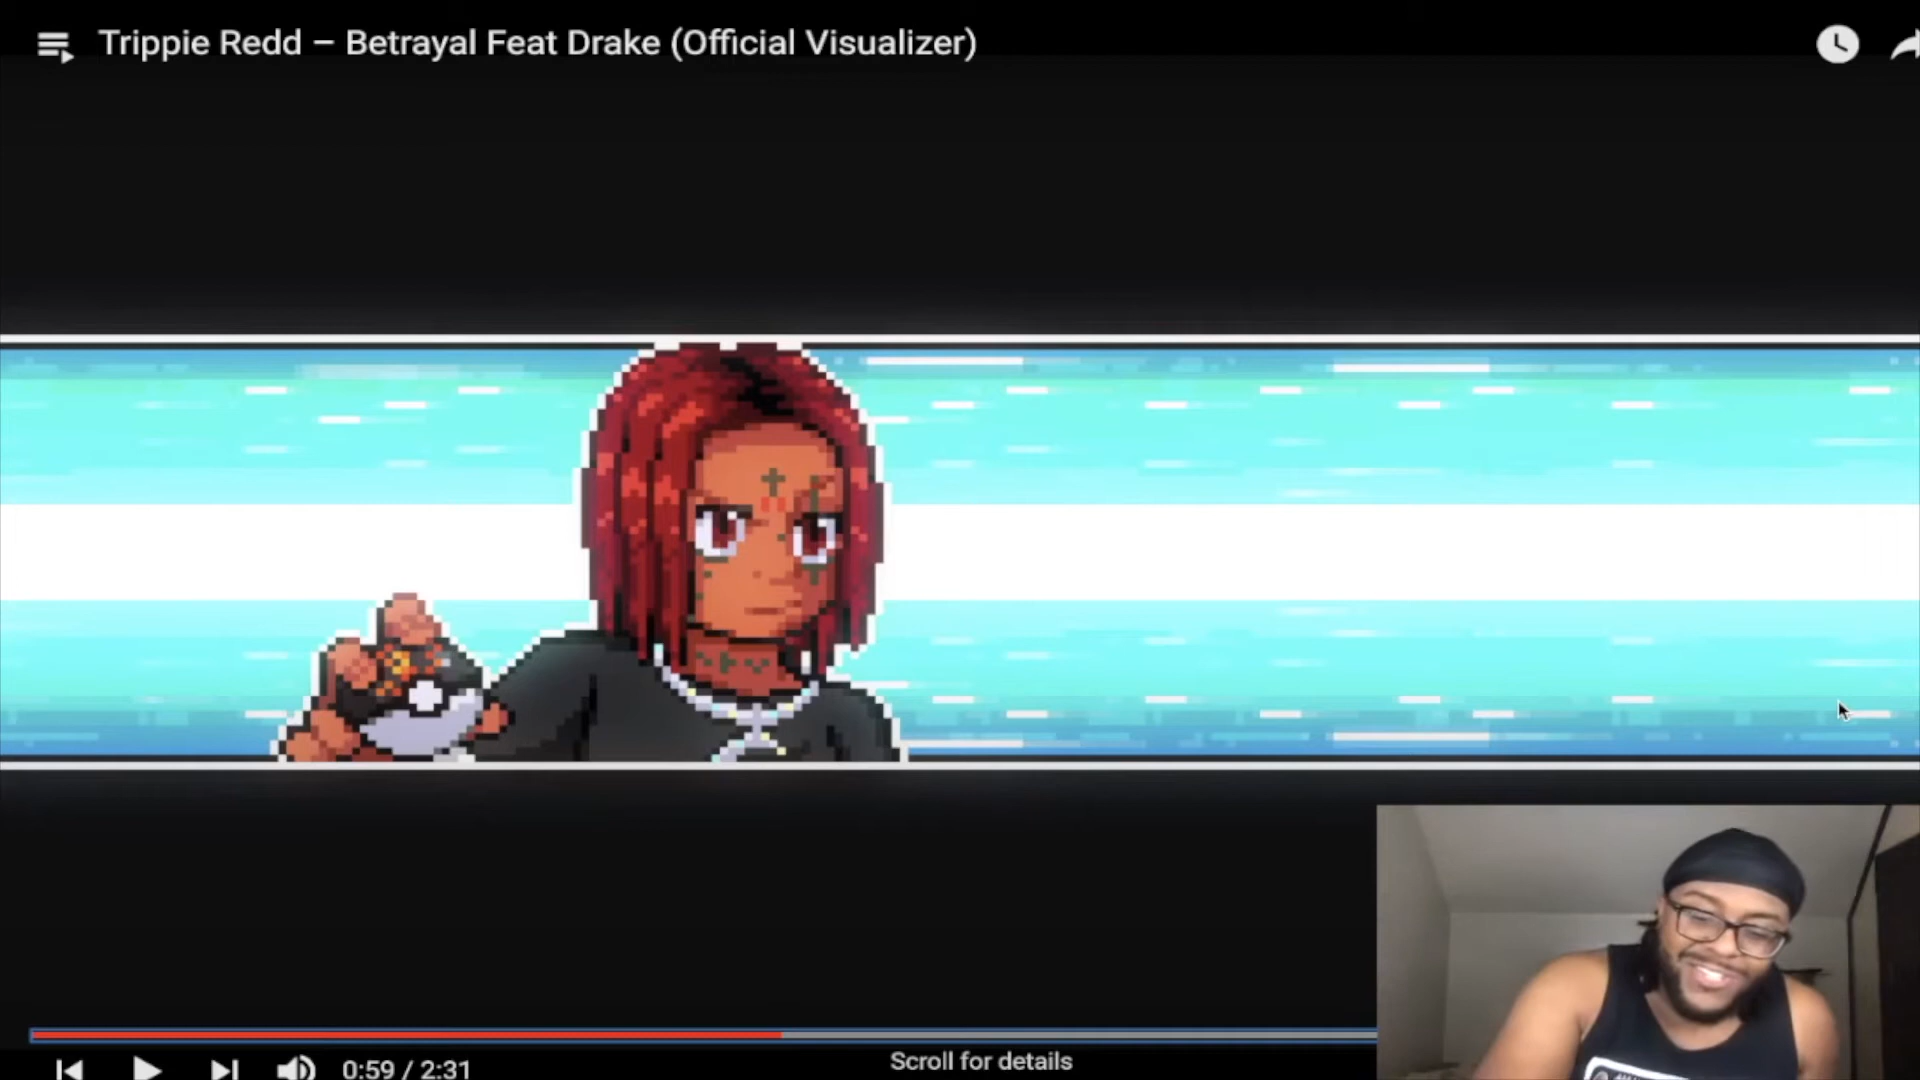 Trippie Redd – Betrayal Feat Drake (Official Visualizer)
0:59 / 2:31
Scroll for details